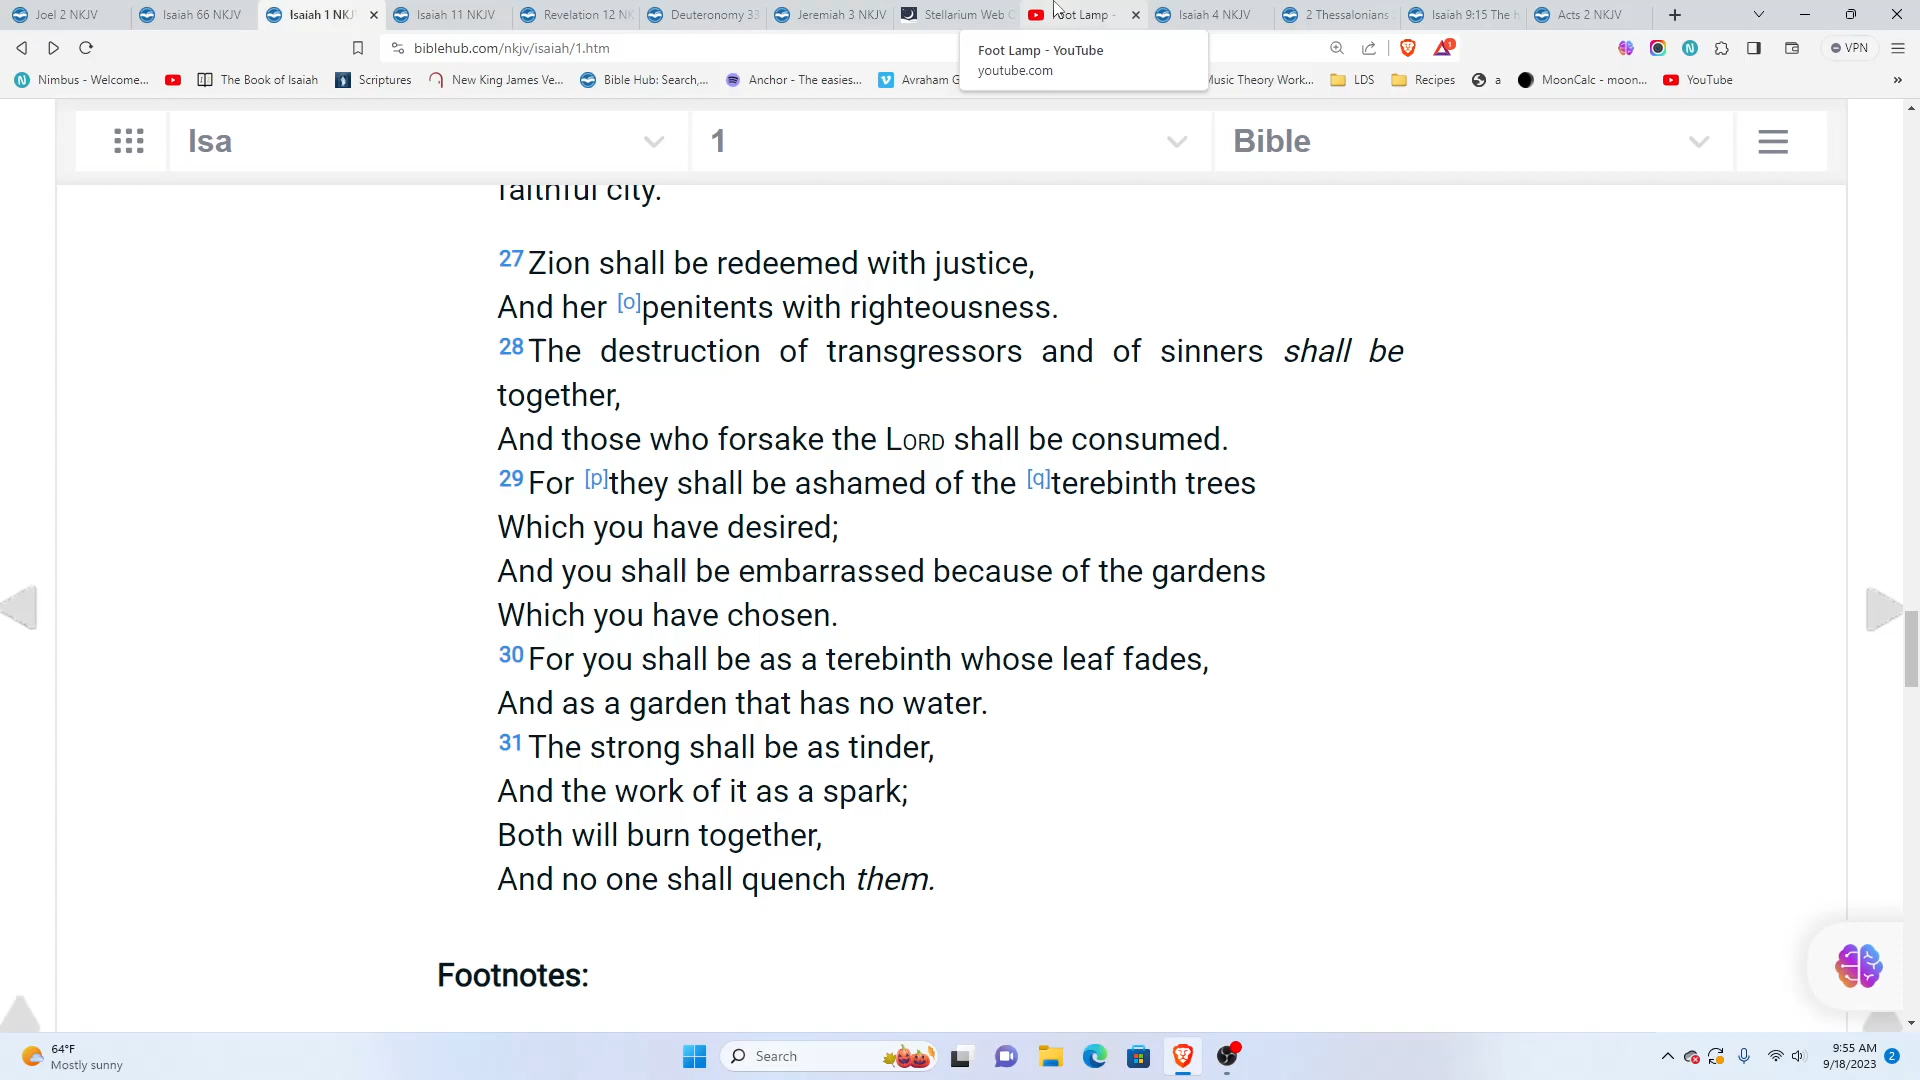 Joel 2 NKJV
Isaiah 66 NKJV
Isaiah 1 NKJV
Isaiah 11 NKJV
Revelation 12 NK
Deuteronomy 33
Jeremiah 3 NKJV
Stellarium Web
Foot Lamp -
Isaiah 4 NKJV
2 Thessalonians
Isaiah 9:15 The h
Acts 2 NKJV
biblehub.com/nkjv/isaiah/1.htm
1
VPN
Foot Lamp - YouTube
youtube.com
Nimbus - Welcome...
The Book of Isaiah
Scriptures
New King James Ve...
Bible Hub: Search,...
Anchor - The easies...
Avraham
Music Theory Work...
LDS
Recipes
a
MoonCalc - moon...
YouTube
Isa
1
Bible
faithful city.
27 Zion shall be redeemed with justice,
And her [o]penitents with righteousness.
28 The destruction of transgressors and of sinners shall be
together,
And those who forsake the LORD shall be consumed.
29 For [p]they shall be ashamed of the [q]terebinth trees
Which you have desired;
And you shall be embarrassed because of the gardens
Which you have chosen.
30 For you shall be as a terebinth whose leaf fades,
And as a garden that has no water.
31 The strong shall be as tinder,
And the work of it as a spark;
Both will burn together,
And no one shall quench them.
Footnotes:
64°F
Mostly sunny
Search
9:55 AM
9/18/2023
2